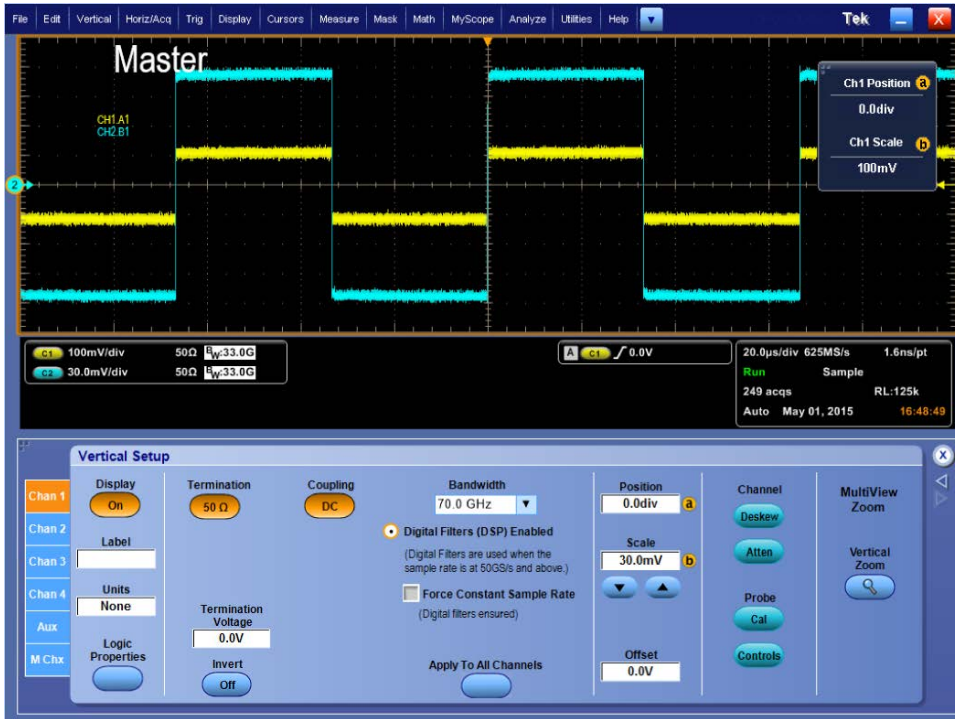 File Edit Vertical Horiz/Acq Trig Display Cursors Measure Mask Math MyScope Analyze Utilities Help Tek X
Master
CH1.A1
CH2.B1
Ch1 Position a
0.0div
Ch1 Scale b
100mV
2
C1 100mV/div 50Ω BW:33.0G
C2 30.0mV/div 50Ω BW:33.0G
A C1 / 0.0V
20.0µs/div 625MS/s 1.6ns/pt
Run Sample
249 acqs RL:125k
Auto May 01, 2015 16:48:49
Vertical Setup
X
Chan 1
Chan 2
Chan 3
Chan 4
Aux
M Chx
Display
On
Label
Units
None
Logic
Properties
Termination
50 Ω
Termination
Voltage
0.0V
Invert
Off
Coupling
DC
Bandwidth
70.0 GHz
Digital Filters (DSP) Enabled
(Digital Filters are used when the
sample rate is at 50GS/s and above.)
Force Constant Sample Rate
(Digital filters ensured)
Apply To All Channels
Position
0.0div a
Scale
30.0mV b
Offset
0.0V
Channel
Deskew
Atten
Probe
Cal
Controls
MultiView
Zoom
Vertical
Zoom